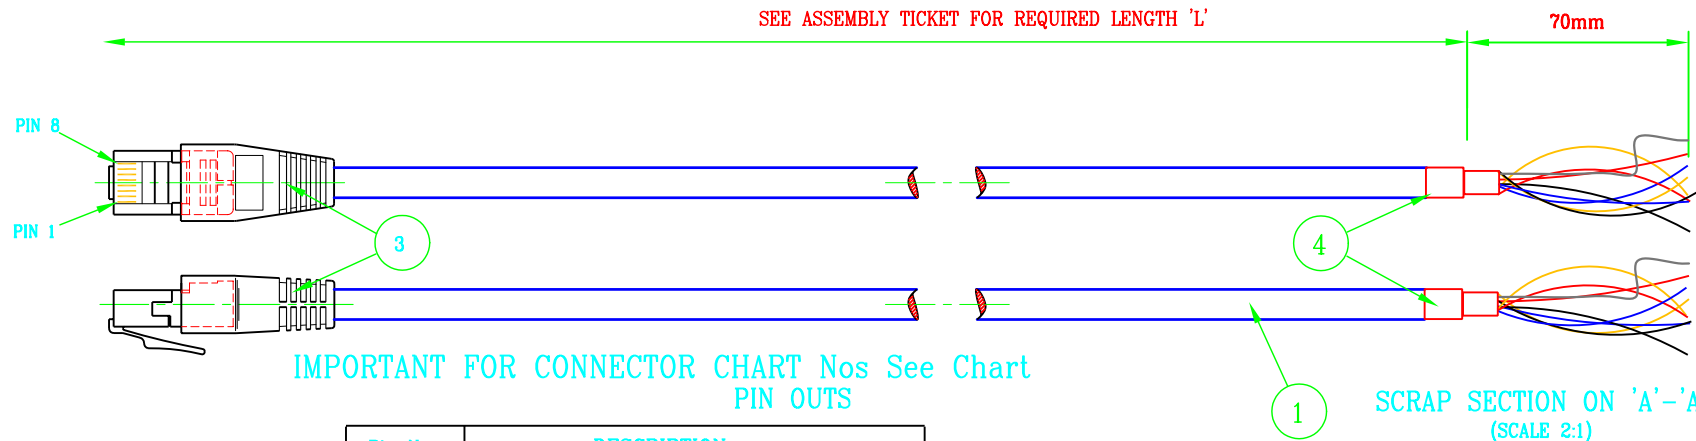 SEE ASSEMBLY TICKET FOR REQUIRED LENGTH 'L'
70mm
PIN 8
PIN 1
3
4
IMPORTANT FOR CONNECTOR CHART Nos See Chart
PIN OUTS
1
SCRAP SECTION ON 'A'-'A
(SCALE 2:1)
DESCRIPTION